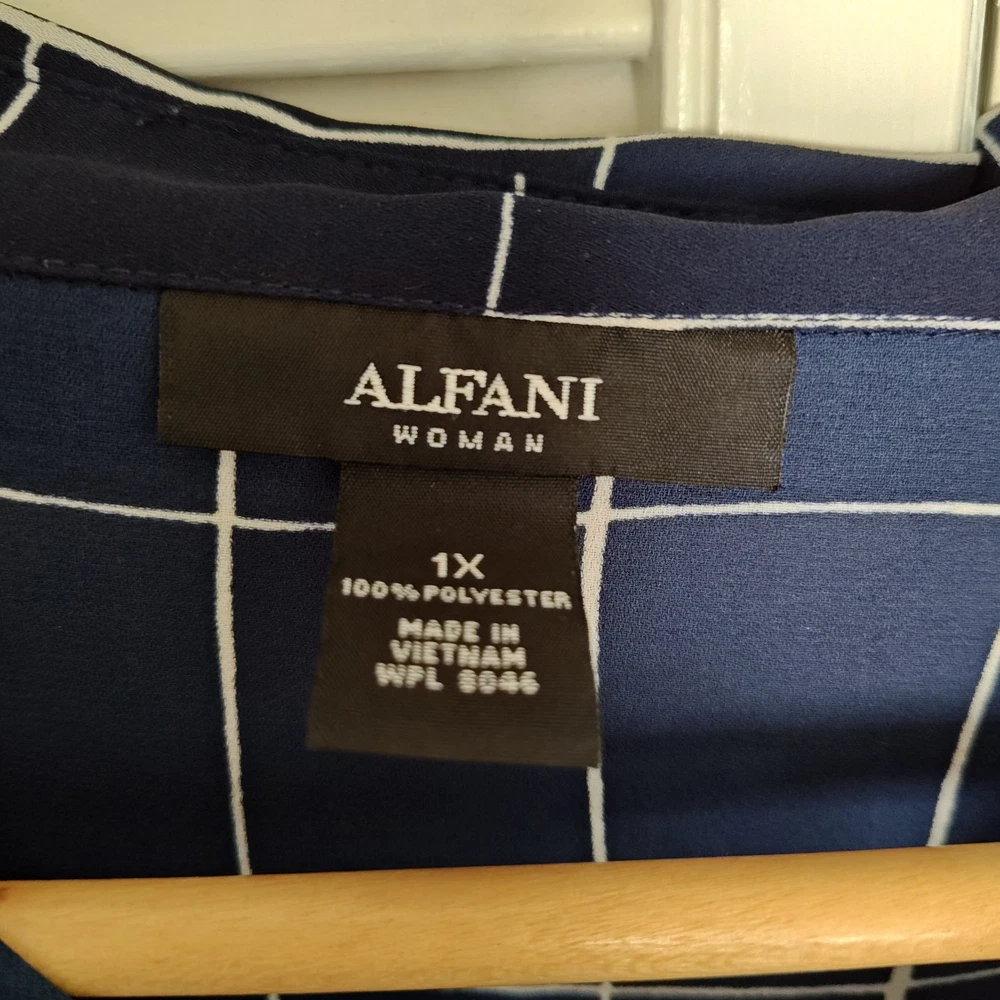 ALFANI
WOMAN
1X
100% POLYESTER
MADE IN
VIETNAM
WPL 8046